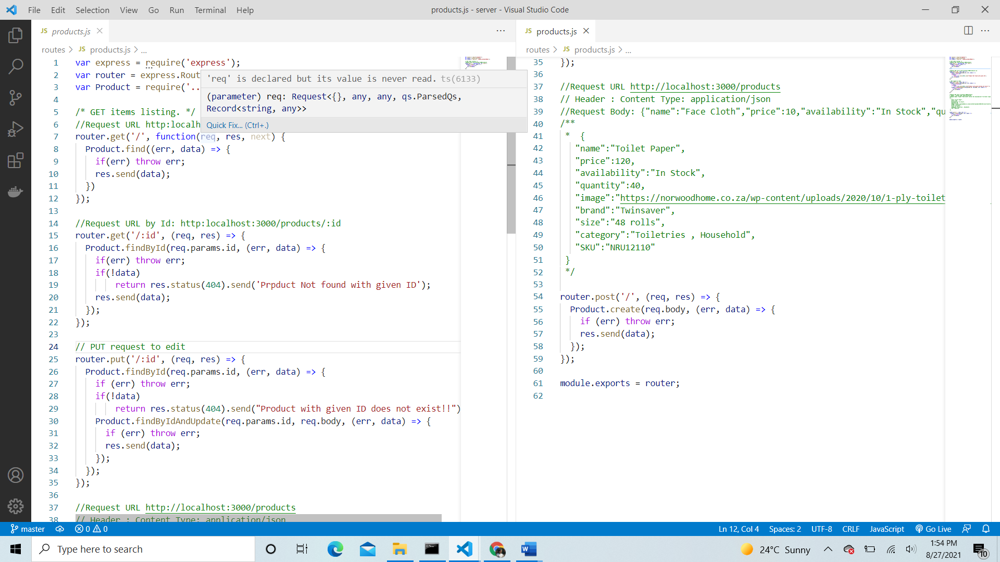 File Edit Selection View Go Run Terminal Help
products.js - server - Visual Studio Code
JS products.js
routes > JS products.js > ...
1 var express = require('express');
2 var router = express.Rout
3 var Product = require('..
4
5 /* GET items listing. */
6 //Request URL http:localh
7 router.get('/', function(req, res, next) {
8 Product.find((err, data) => {
9 if(err) throw err;
10 res.send(data);
11 })
12 });
13
14 //Request URL by Id: http:localhost:3000/products/:id
15 router.get('/:id', (req, res) => {
16 Product.findById(req.params.id, (err, data) => {
17 if(err) throw err;
18 if(!data)
19 return res.status(404).send('Prpduct Not found with given ID');
20 res.send(data);
21 });
22 });
23
24 // PUT request to edit
25 router.put('/:id', (req, res) => {
26 Product.findById(req.params.id, (err, data) => {
27 if (err) throw err;
28 if(!data)
29 return res.status(404).send("Product with given ID does not exist!!")
30 Product.findByIdAndUpdate(req.params.id, req.body, (err, data) => {
31 if (err) throw err;
32 res.send(data);
33 });
34 });
35 });
36
37 //Request URL http://localhost:3000/products
38 // Header : Content Type: application/json
'req' is declared but its value is never read. ts(6133)
(parameter) req: Request<{}, any, any, qs.ParsedQs,
Record<string, any>>
Quick Fix... (Ctrl+.)
JS products.js
routes > JS products.js > ...
35 });
36
37 //Request URL http://localhost:3000/products
38 // Header : Content Type: application/json
39 //Request Body: {"name":"Face Cloth","price":10,"availability":"In Stock","qu
40 /**
41 * {
42 "name":"Toilet Paper",
43 "price":120,
44 "availability":"In Stock",
45 "quantity":40,
46 "image":"https://norwoodhome.co.za/wp-content/uploads/2020/10/1-ply-toilet
47 "brand":"Twinsaver",
48 "size":"48 rolls",
49 "category":"Toiletries , Household",
50 "SKU":"NRU12110"
51 }
52 */
53
54 router.post('/', (req, res) => {
55 Product.create(req.body, (err, data) => {
56 if (err) throw err;
57 res.send(data);
58 });
59 });
60
61 module.exports = router;
62
master 0 0 Ln 12, Col 4 Spaces: 2 UTF-8 CRLF JavaScript Go Live
Type here to search
24°C Sunny
1:54 PM
8/27/2021
10